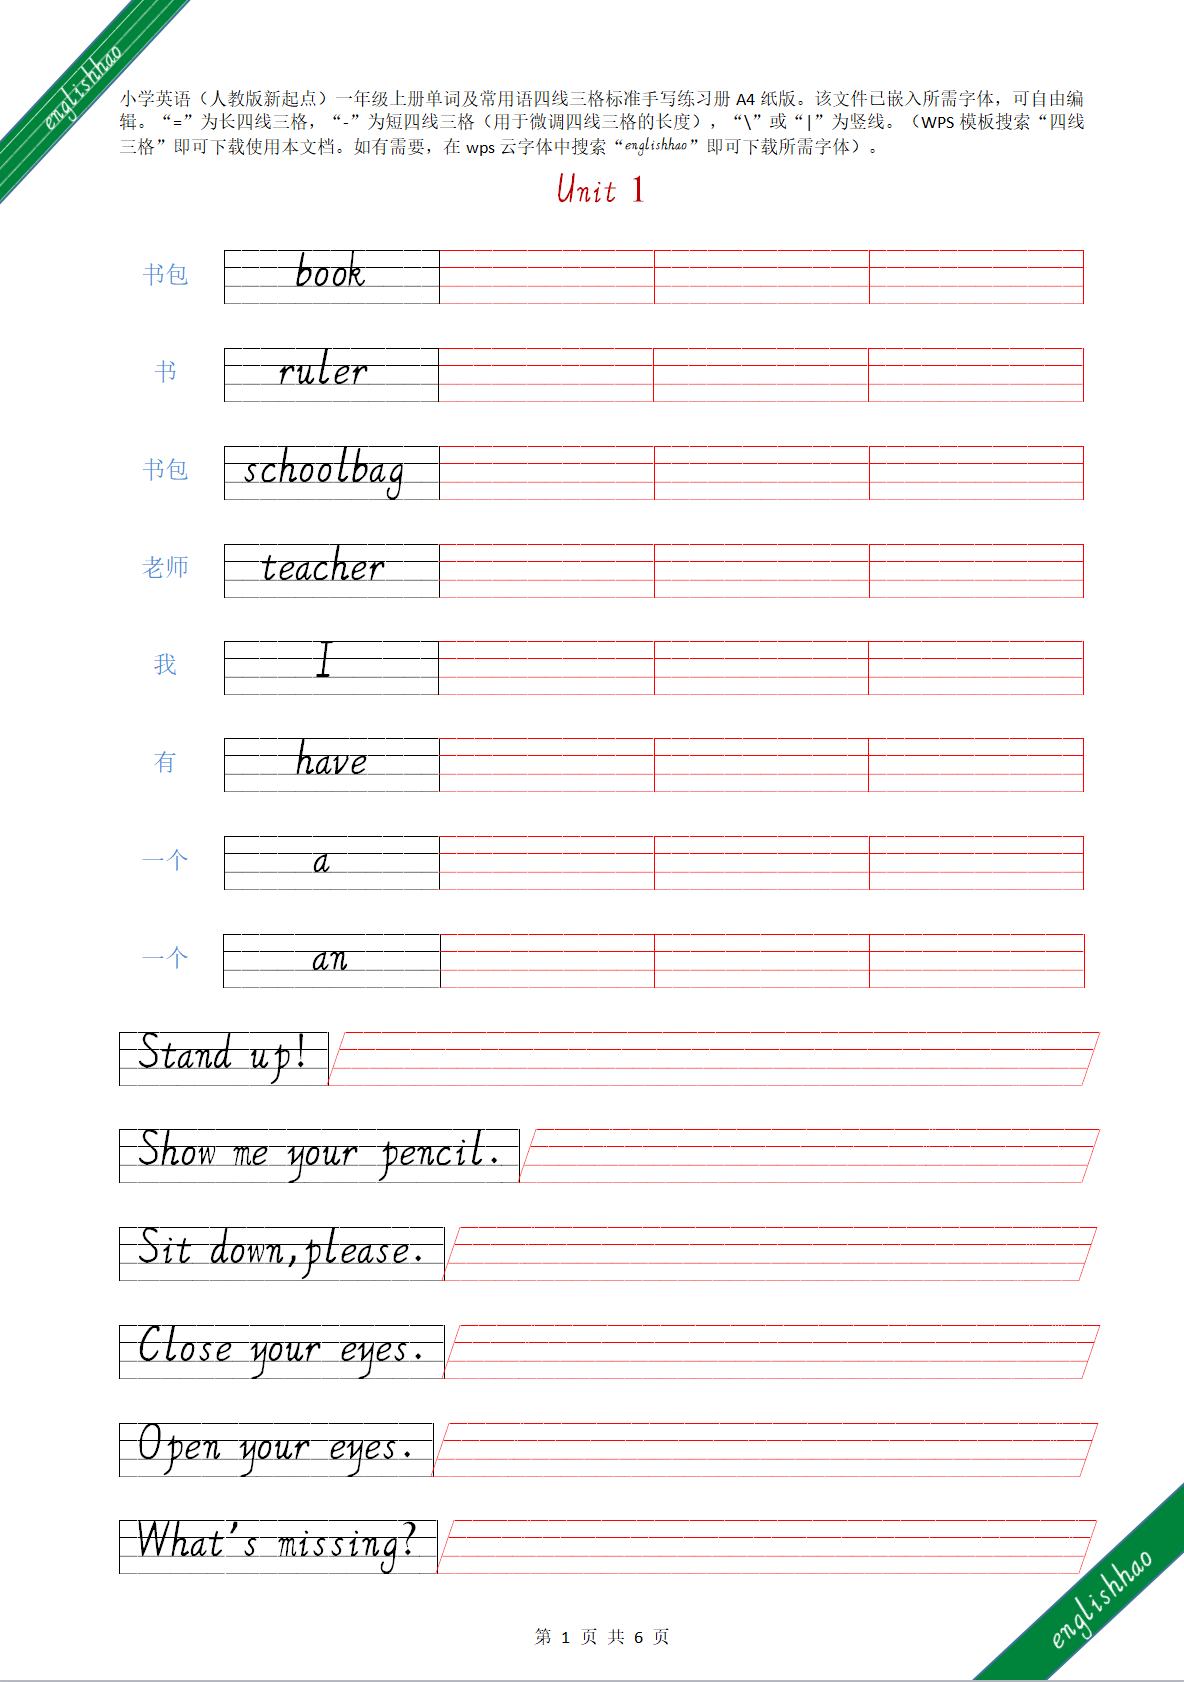 englishhao
小学英语（人教版新起点）一年级上册单词及常用语四线三格标准手写练习册 A4 纸版。该文件已嵌入所需字体，可自由编
辑。“=”为长四线三格，“-”为短四线三格（用于微调四线三格的长度），“\”或“|”为竖线。（WPS 模板搜索“四线
三格”即可下载使用本文档。如有需要，在 wps 云字体中搜索“englishhao”即可下载所需字体）。
Unit 1
书包 book
书 ruler
书包 schoolbag
老师 teacher
我 I
有 have
一个 a
一个 an
Stand up!
Show me your pencil.
Sit down,please.
Close your eyes.
Open your eyes.
What's missing?
englishhao
第 1 页 共 6 页